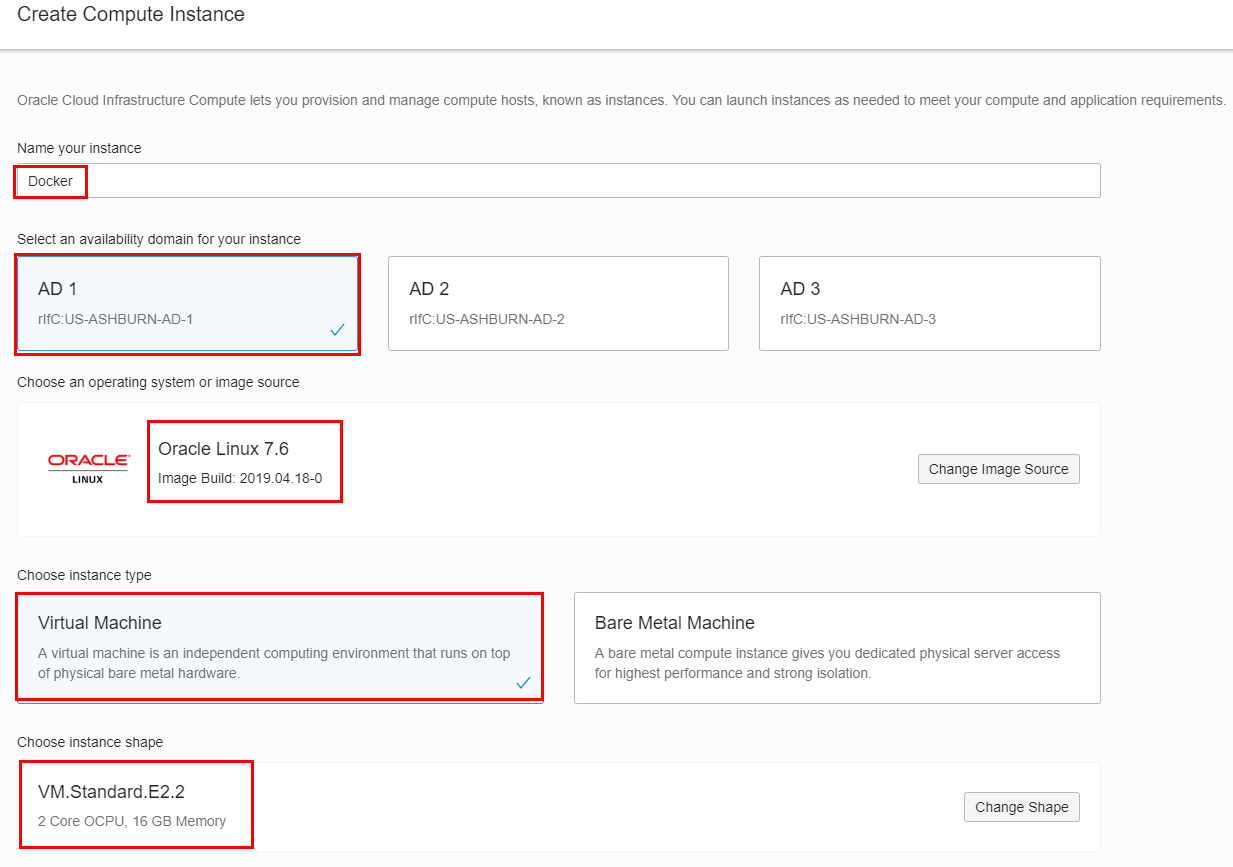 Create Compute Instance
Oracle Cloud Infrastructure Compute lets you provision and manage compute hosts, known as instances. You can launch instances as needed to meet your compute and application requirements.
Name your instance
Docker
Select an availability domain for your instance
AD 1
rIfC:US-ASHBURN-AD-1
AD 2
rIfC:US-ASHBURN-AD-2
AD 3
rIfC:US-ASHBURN-AD-3
Choose an operating system or image source
ORACLE
LINUX
Oracle Linux 7.6
Image Build: 2019.04.18-0
Change Image Source
Choose instance type
Virtual Machine
A virtual machine is an independent computing environment that runs on top
of physical bare metal hardware.
Bare Metal Machine
A bare metal compute instance gives you dedicated physical server access
for highest performance and strong isolation.
Choose instance shape
VM.Standard.E2.2
2 Core OCPU, 16 GB Memory
Change Shape